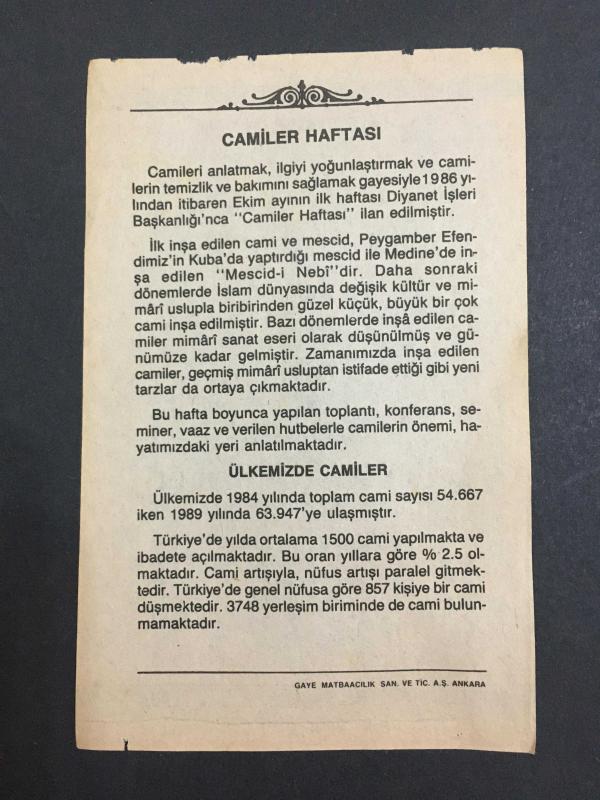 CAMİLER HAFTASI
Camileri anlatmak, ilgiyi yoğunlaştırmak ve cami-
lerin temizlik ve bakımını sağlamak gayesiyle 1986 yı-
lından itibaren Ekim ayının ilk haftası Diyanet İşleri
Başkanlığı'nca "Camiler Haftası" ilan edilmiştir.
İlk inşa edilen cami ve mescid, Peygamber Efen-
dimiz'in Kuba'da yaptırdığı mescid ile Medine'de in-
şa edilen "Mescid-i Nebî"dir. Daha sonraki
dönemlerde İslam dünyasında değişik kültür ve mi-
mârî uslupla biribirinden güzel küçük, büyük bir çok
cami inşa edilmiştir. Bazı dönemlerde inşâ edilen ca-
miler mimârî sanat eseri olarak düşünülmüş ve gü-
nümüze kadar gelmiştir. Zamanımızda inşa edilen
camiler, geçmiş mimârî usluptan istifade ettiği gibi yeni
tarzlar da ortaya çıkmaktadır.
Bu hafta boyunca yapılan toplantı, konferans, se-
miner, vaaz ve verilen hutbelerle camilerin önemi, ha-
yatımızdaki yeri anlatılmaktadır.
ÜLKEMİZDE CAMİLER
Ülkemizde 1984 yılında toplam cami sayısı 54.667
iken 1989 yılında 63.947'ye ulaşmıştır.
Türkiye'de yılda ortalama 1500 cami yapılmakta ve
ibadete açılmaktadır. Bu oran yıllara göre % 2.5 ol-
maktadır. Cami artışıyla, nüfus artışı paralel gitmek-
tedir. Türkiye'de genel nüfusa göre 857 kişiye bir cami
düşmektedir. 3748 yerleşim biriminde de cami bulun-
mamaktadır.
GAYE MATBAACILIK SAN. VE TİC. A.Ş. ANKARA